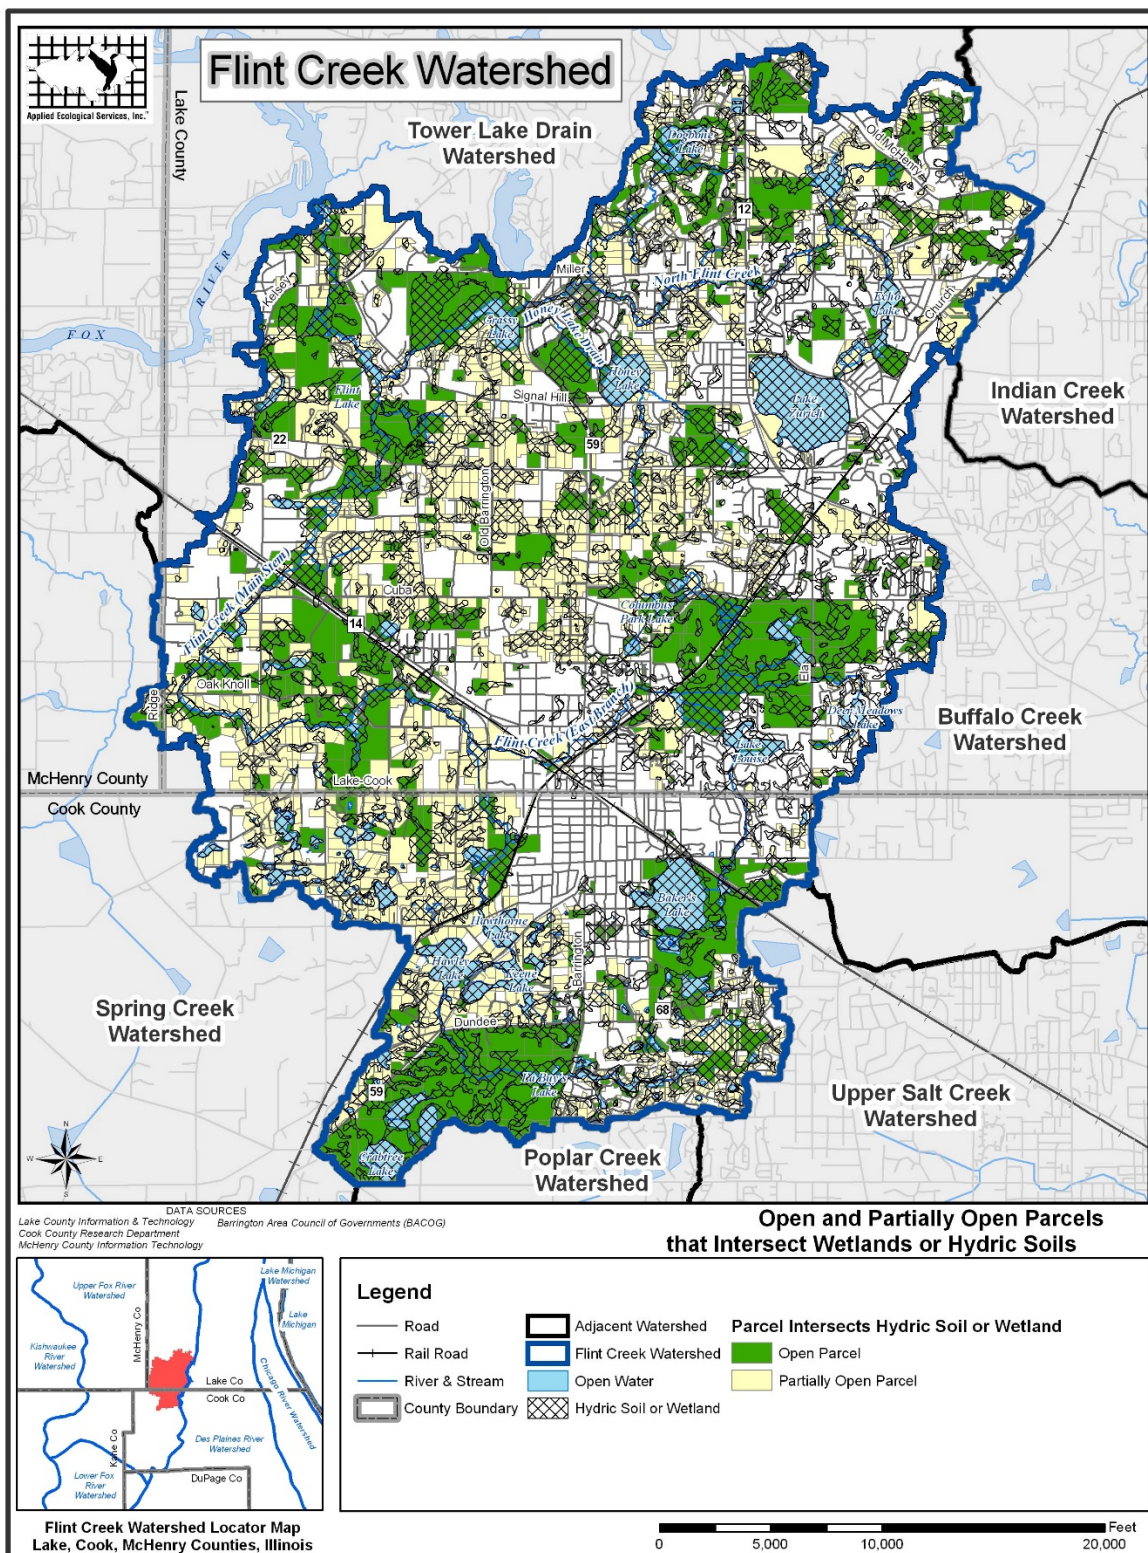 Applied Ecological Services, Inc.™
Flint Creek Watershed
Lake County
Tower Lake Drain
Watershed
Lake
Old McHenry
12
FOX
RIVER
Kelsey
Miller
North Flint Creek
Grassy
Lake
Honey Lake Drain
Honey
Lake
Echo
Lake
Church
Indian Creek
Watershed
Flint
Lake
Signal Hill
Lake
Zurich
22
59
Old Barrington
Flint Creek (Main Stem)
Cuba
14
Columbus
Park Lake
Oak Knoll
Ridge
Ela
Flint Creek (East Branch)
Deer Meadows
Lake
Lake
Louise
Buffalo Creek
Watershed
McHenry County
Lake-Cook
Cook County
Baker's
Lake
Hawthorne
Lake
Hawley
Lake
Keene
Lake
Barrington
Spring Creek
Watershed
Dundee
68
59
La Buy's
Lake
Upper Salt Creek
Watershed
Crabtree
Lake
Poplar Creek
Watershed
N
W E
S
DATA SOURCES
Lake County Information & Technology Barrington Area Council of Governments (BACOG)
Cook County Research Department
McHenry County Information Technology
Open and Partially Open Parcels
that Intersect Wetlands or Hydric Soils
Upper Fox River
Watershed
McHenry Co
Lake Michigan
Watershed
Lake
Michigan
Kishwaukee
River
Watershed
Chicago River Watershed
Lake Co
Cook Co
Kane Co
Des Plaines River
Watershed
Lower Fox
River
Watershed
DuPage Co
Flint Creek Watershed Locator Map
Lake, Cook, McHenry Counties, Illinois
Legend
Road
Rail Road
River & Stream
County Boundary
Adjacent Watershed
Flint Creek Watershed
Open Water
Hydric Soil or Wetland
Parcel Intersects Hydric Soil or Wetland
Open Parcel
Partially Open Parcel
Feet
0 5,000 10,000 20,000